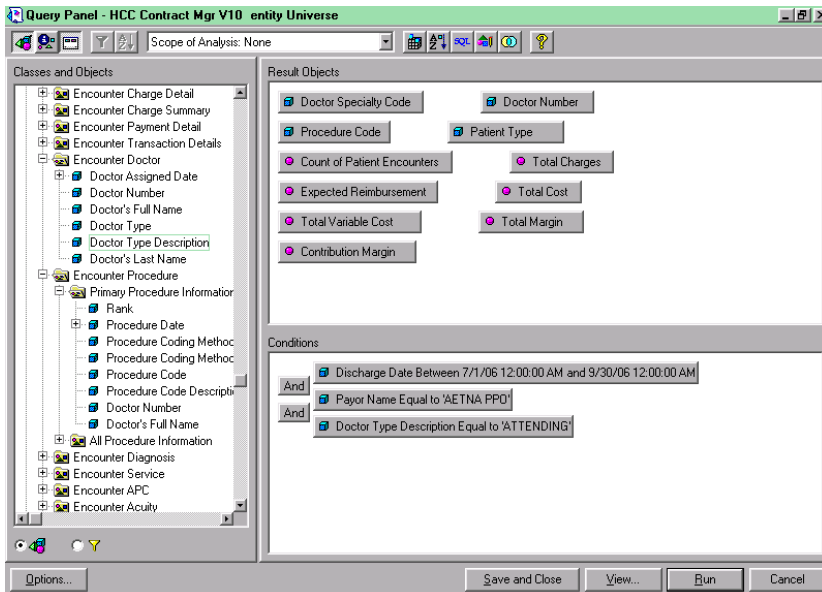 Query Panel - HCC Contract Mgr V10 entity Universe
Scope of Analysis: None
SQL
Classes and Objects
Encounter Charge Detail
Encounter Charge Summary
Encounter Payment Detail
Encounter Transaction Details
Encounter Doctor
Doctor Assigned Date
Doctor Number
Doctor's Full Name
Doctor Type
Doctor Type Description
Doctor's Last Name
Encounter Procedure
Primary Procedure Information
Rank
Procedure Date
Procedure Coding Methoc
Procedure Coding Methoc
Procedure Code
Procedure Code Descripti
Doctor Number
Doctor's Full Name
All Procedure Information
Encounter Diagnosis
Encounter Service
Encounter APC
Encounter Acuity
Result Objects
Doctor Specialty Code Doctor Number
Procedure Code Patient Type
Count of Patient Encounters Total Charges
Expected Reimbursement Total Cost
Total Variable Cost Total Margin
Contribution Margin
Conditions
Discharge Date Between 7/1/06 12:00:00 AM and 9/30/06 12:00:00 AM
And
Payor Name Equal to 'AETNA PPO'
And
Doctor Type Description Equal to 'ATTENDING'
Options... Save and Close View... Run Cancel